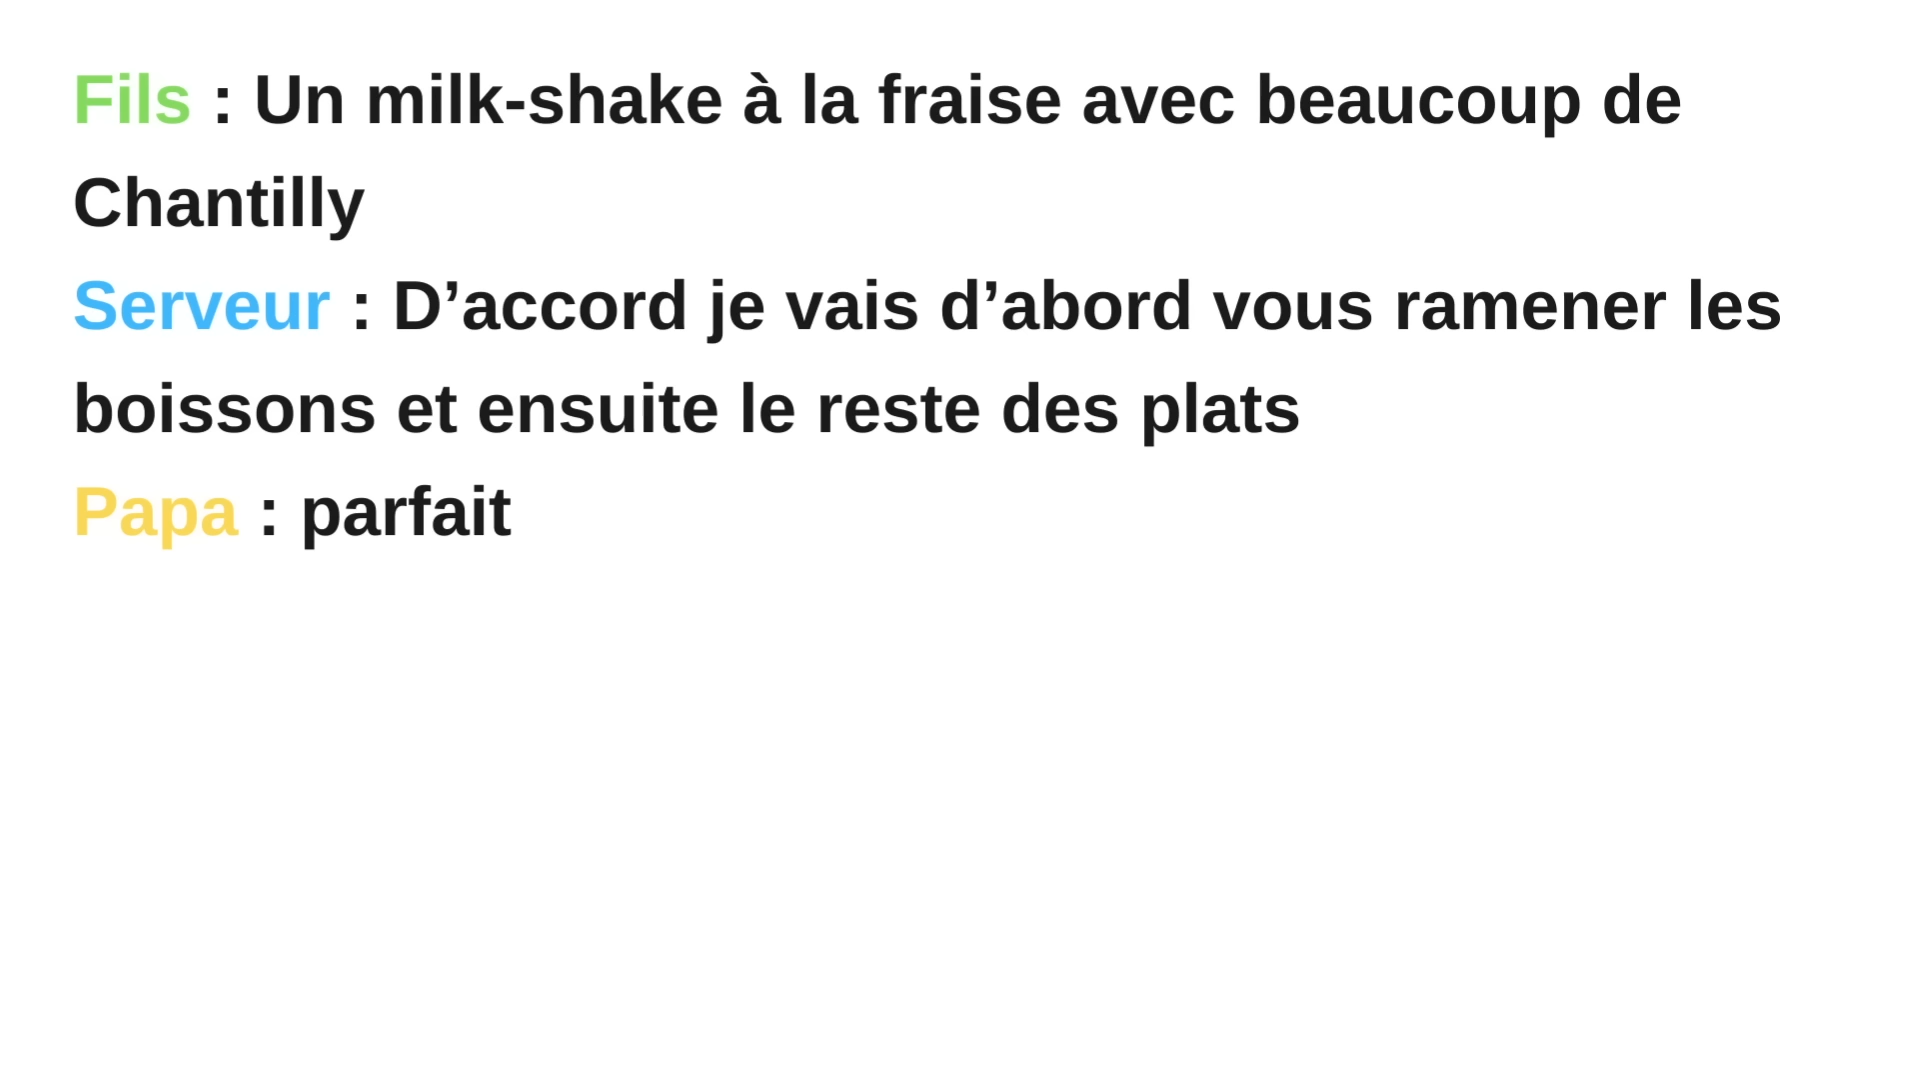 Fils : Un milk-shake à la fraise avec beaucoup de
Chantilly
Serveur : D’accord je vais d’abord vous ramener les
boissons et ensuite le reste des plats
Papa : parfait